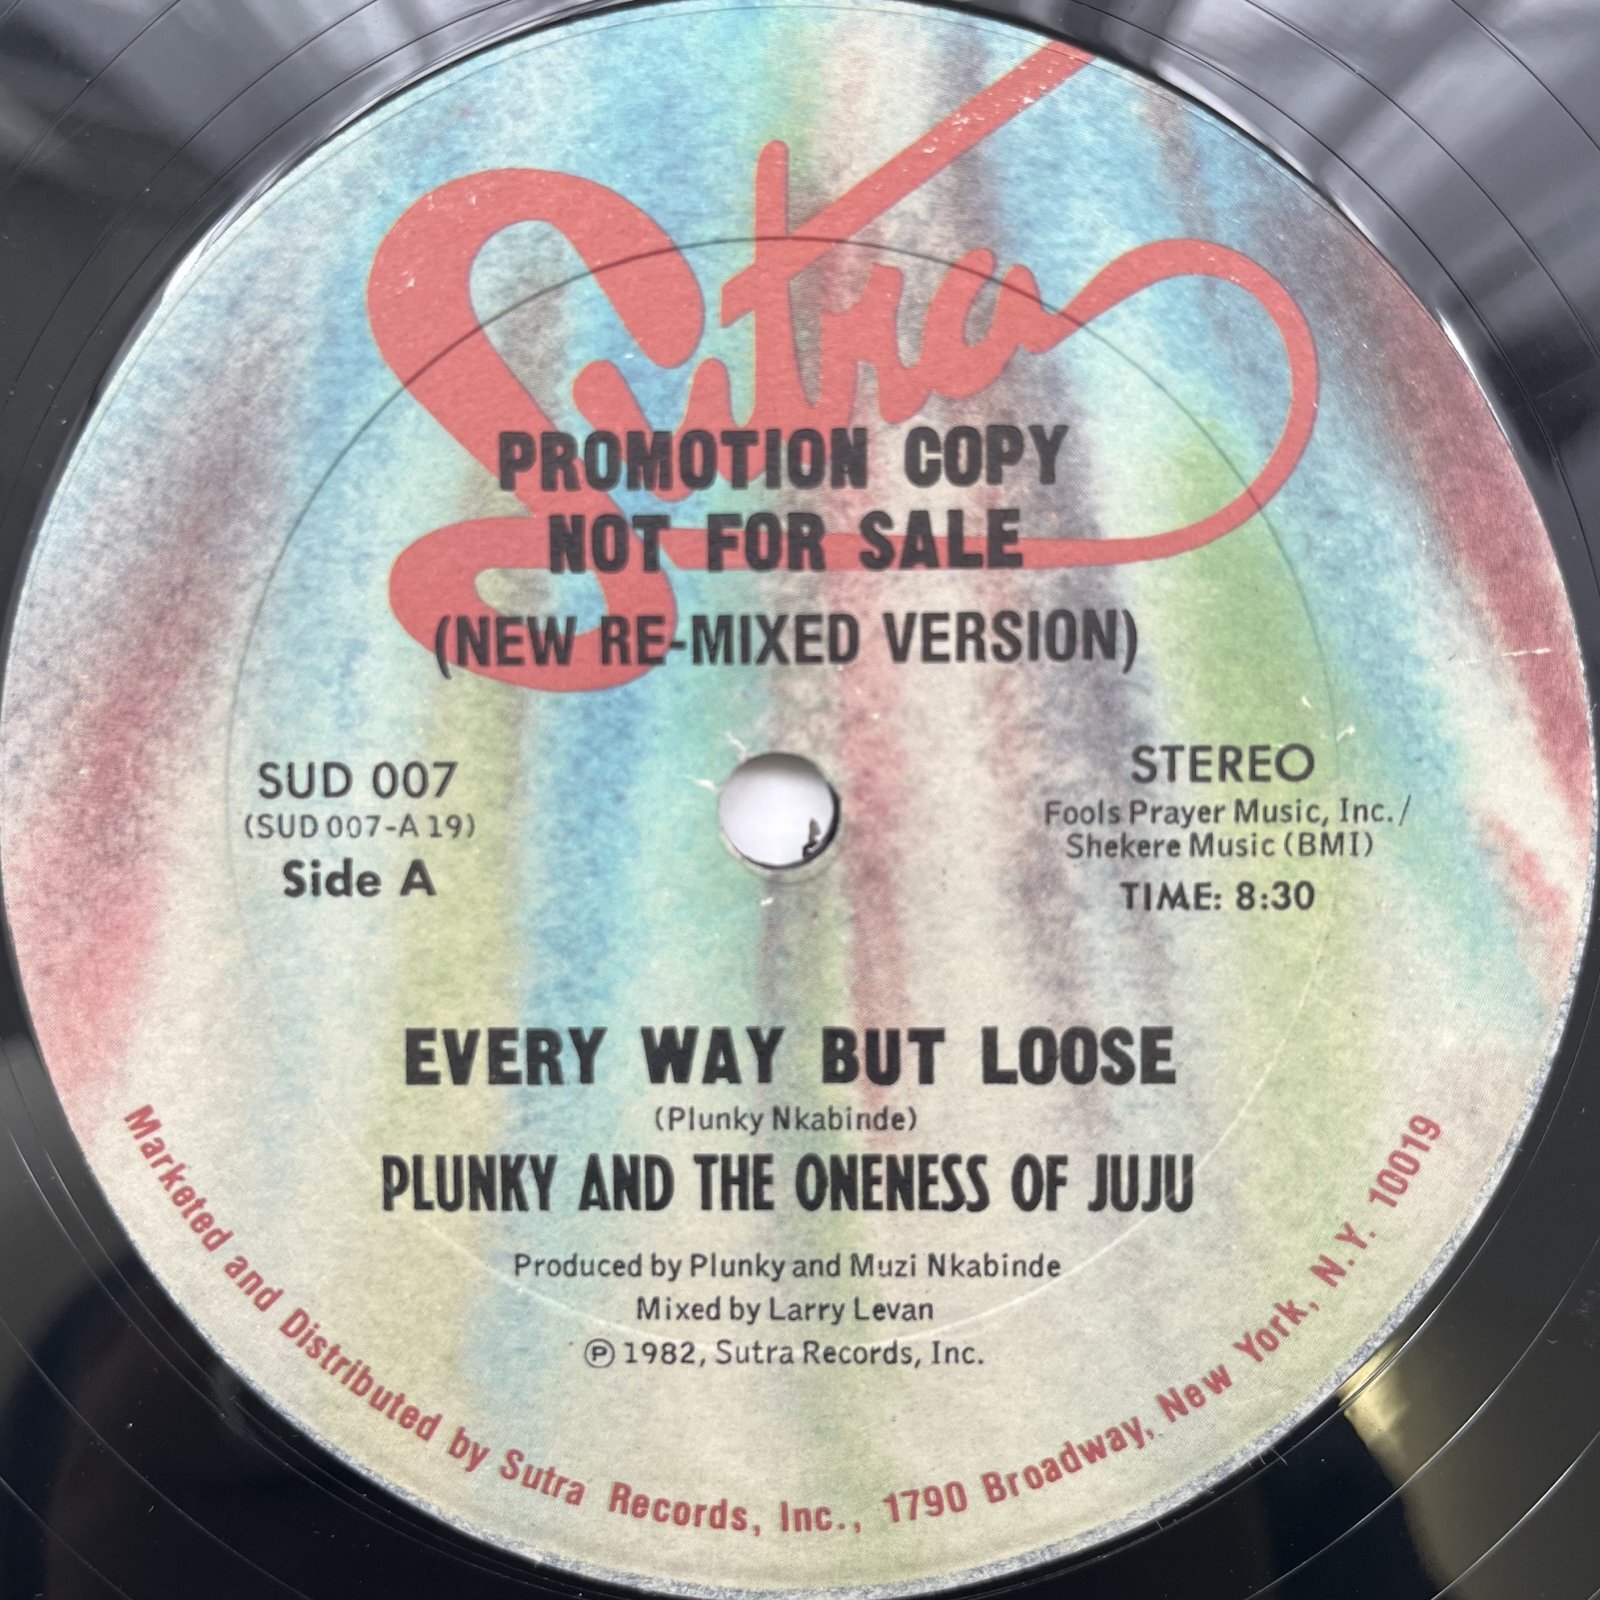 Sutra
PROMOTION COPY
NOT FOR SALE
(NEW RE-MIXED VERSION)
SUD 007
(SUD 007-A 19)
Side A
STEREO
Fools Prayer Music, Inc./
Shekere Music (BMI)
TIME: 8:30
EVERY WAY BUT LOOSE
(Plunky Nkabinde)
PLUNKY AND THE ONENESS OF JUJU
Produced by Plunky and Muzi Nkabinde
Mixed by Larry Levan
Ⓟ 1982, Sutra Records, Inc.
Marketed and Distributed by Sutra Records, Inc., 1790 Broadway, New York, N.Y. 10019